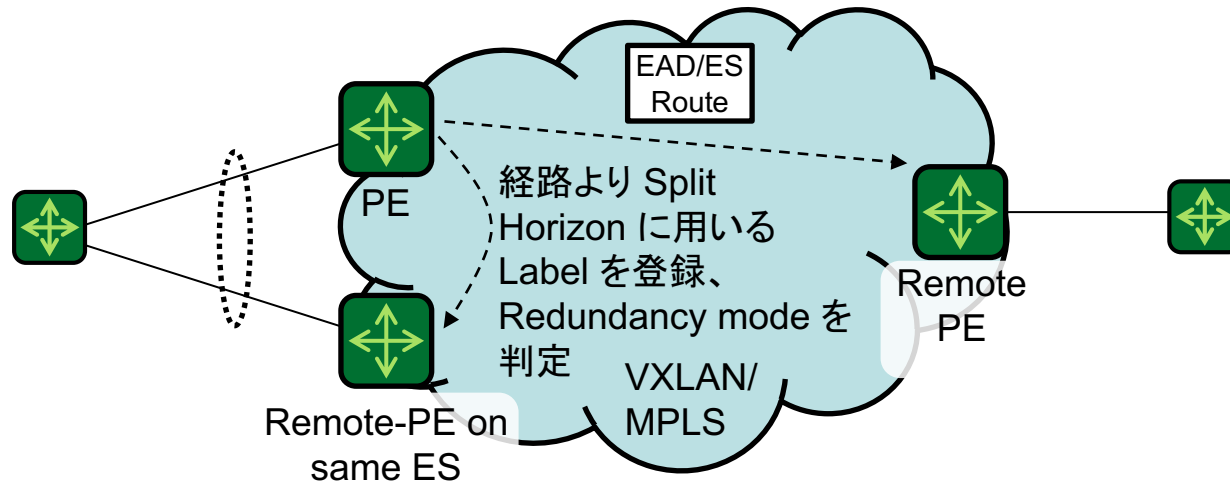 EAD/ES
Route
PE
経路より Split
Horizon に用いる
Label を登録、
Redundancy mode を
判定
Remote
PE
VXLAN/
MPLS
Remote-PE on
same ES